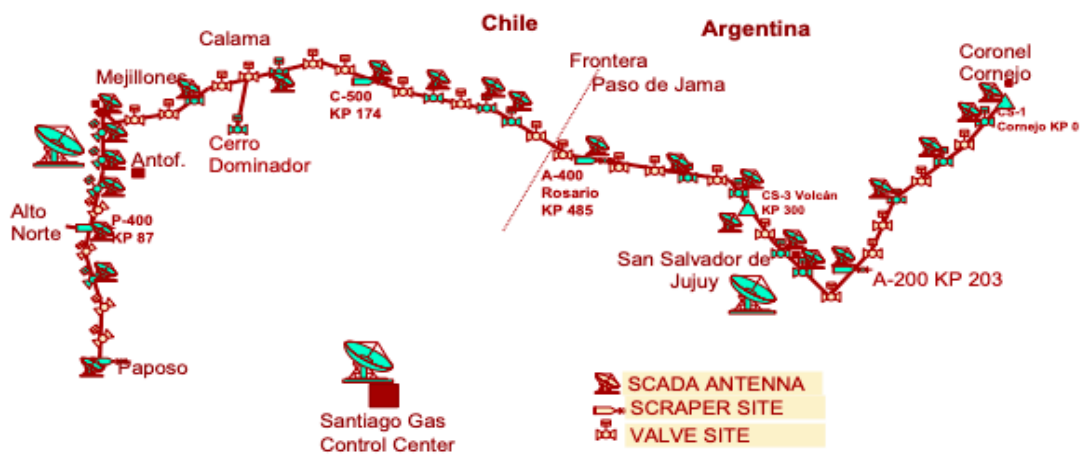 Chile
Argentina
Calama
Coronel
Cornejo
Frontera
Mejillones
Paso de Jama
C-500
KP 174
CS-1
Cornejo KP 0
Cerro
Dominador
Antof.
A-400
Rosario
KP 485
CS-3 Volcán
KP 300
Alto
Norte
P-400
KP 87
San Salvador de
Jujuy
A-200 KP 203
Paposo
Santiago Gas
Control Center
SCADA ANTENNA
SCRAPER SITE
VALVE SITE